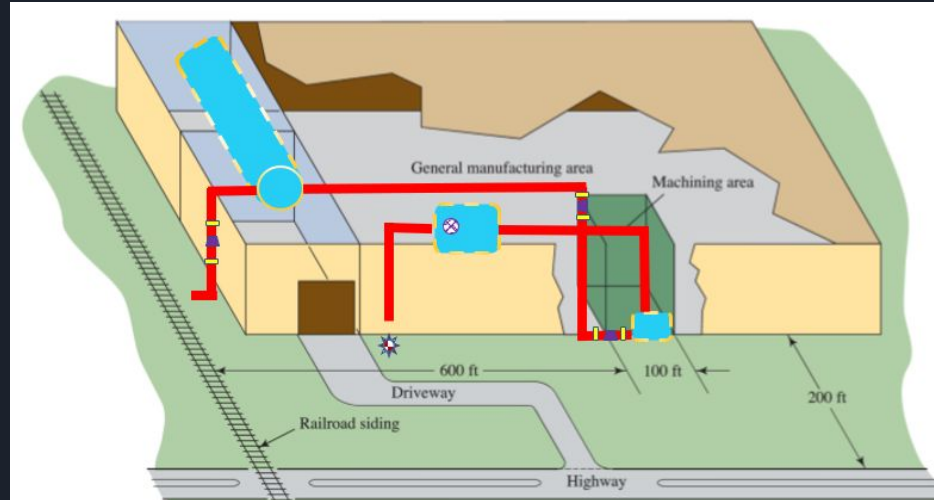 General manufacturing area
Machining area
600 ft
100 ft
Driveway
200 ft
Railroad siding
Highway